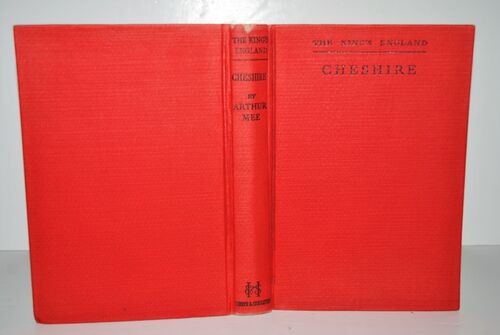 THE KING'S
ENGLAND
CHESHIRE
BY
ARTHUR
MEE
HODDER & STOUGHTON
THE KING'S ENGLAND
CHESHIRE